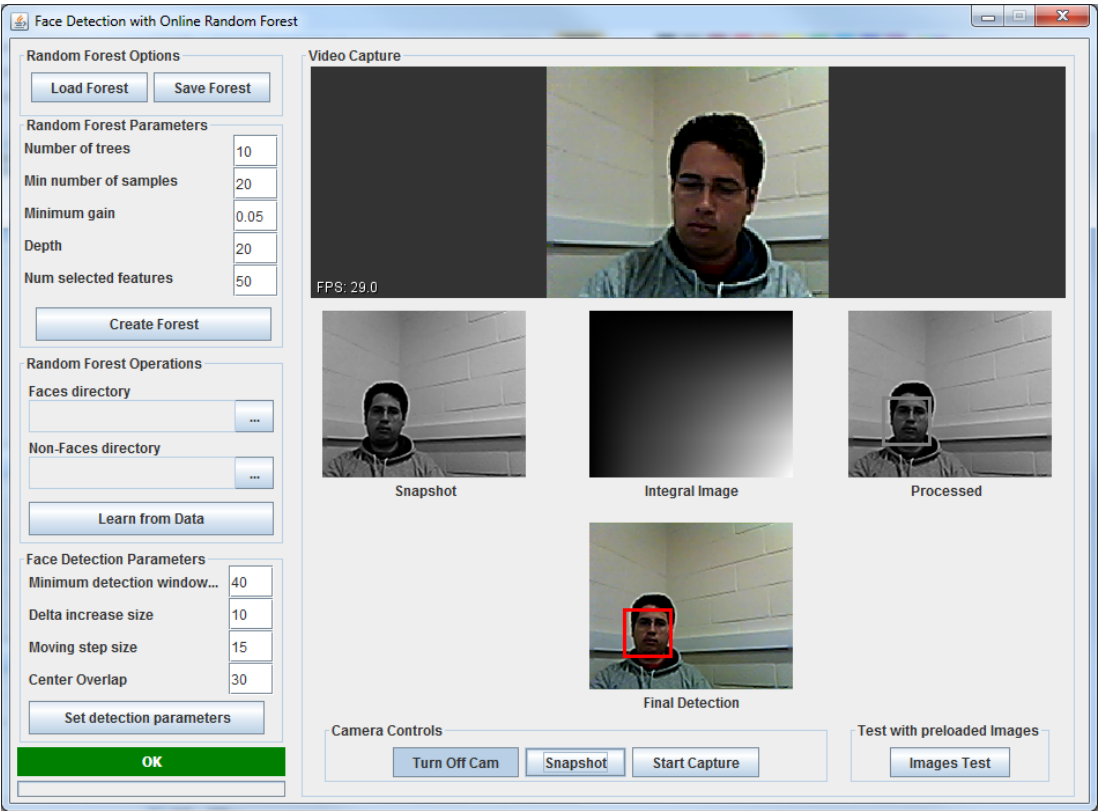 Face Detection with Online Random Forest
Random Forest Options
Load Forest
Save Forest
Random Forest Parameters
Number of trees
10
Min number of samples
20
Minimum gain
0.05
Depth
20
Num selected features
50
Create Forest
Random Forest Operations
Faces directory
...
Non-Faces directory
...
Learn from Data
Face Detection Parameters
Minimum detection window...
40
Delta increase size
10
Moving step size
15
Center Overlap
30
Set detection parameters
OK
Video Capture
FPS: 29.0
Snapshot
Integral Image
Processed
Final Detection
Camera Controls
Turn Off Cam
Snapshot
Start Capture
Test with preloaded Images
Images Test